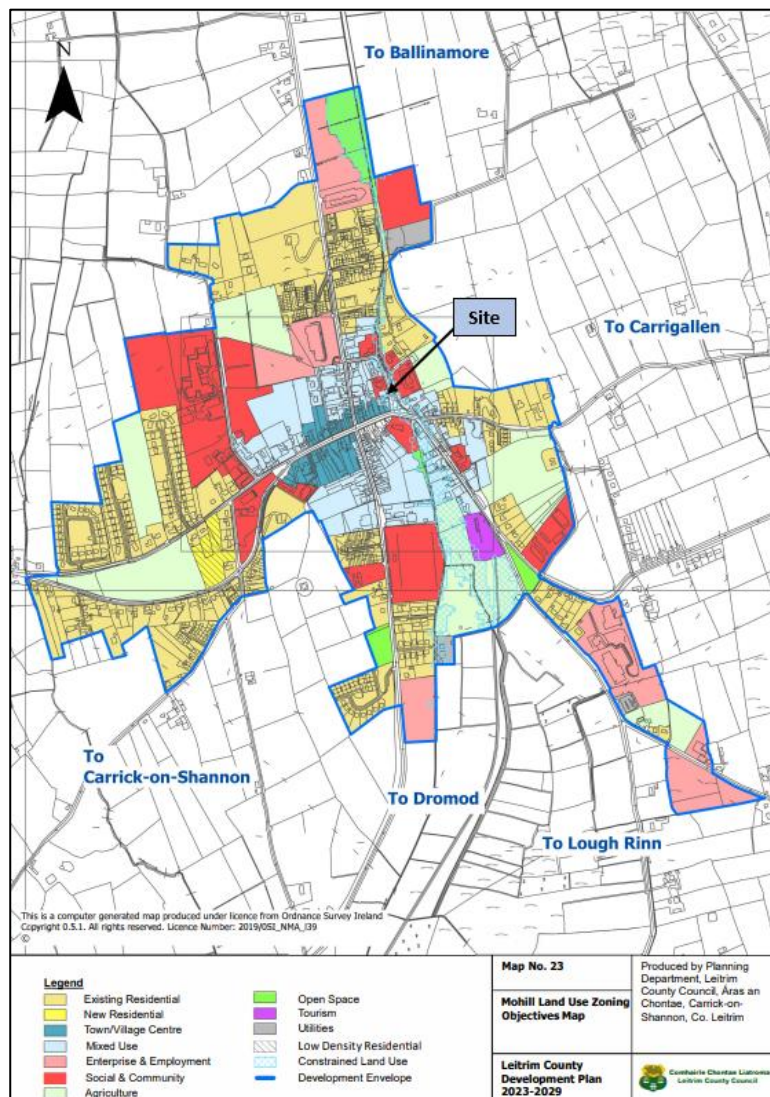 N
To Ballinamore
Site
To Carrigallen
To
Carrick-on-Shannon
To Dromod
To Lough Rinn
This is a computer generated map produced under licence from Ordnance Survey Ireland
Copyright 0.5.1. All rights reserved. Licence Number: 2019/OSI_NMA_l39
©
Legend
Existing Residential
New Residential
Town/Village Centre
Mixed Use
Enterprise & Employment
Social & Community
Agriculture
Open Space
Tourism
Utilities
Low Density Residential
Constrained Land Use
Development Envelope
Map No. 23
Mohill Land Use Zoning
Objectives Map
Leitrim County
Development Plan
2023-2029
Produced by Planning
Department, Leitrim
County Council, Áras an
Chontae, Carrick-on-
Shannon, Co. Leitrim
Comhairle Chontae Liatroma
Leitrim County Council